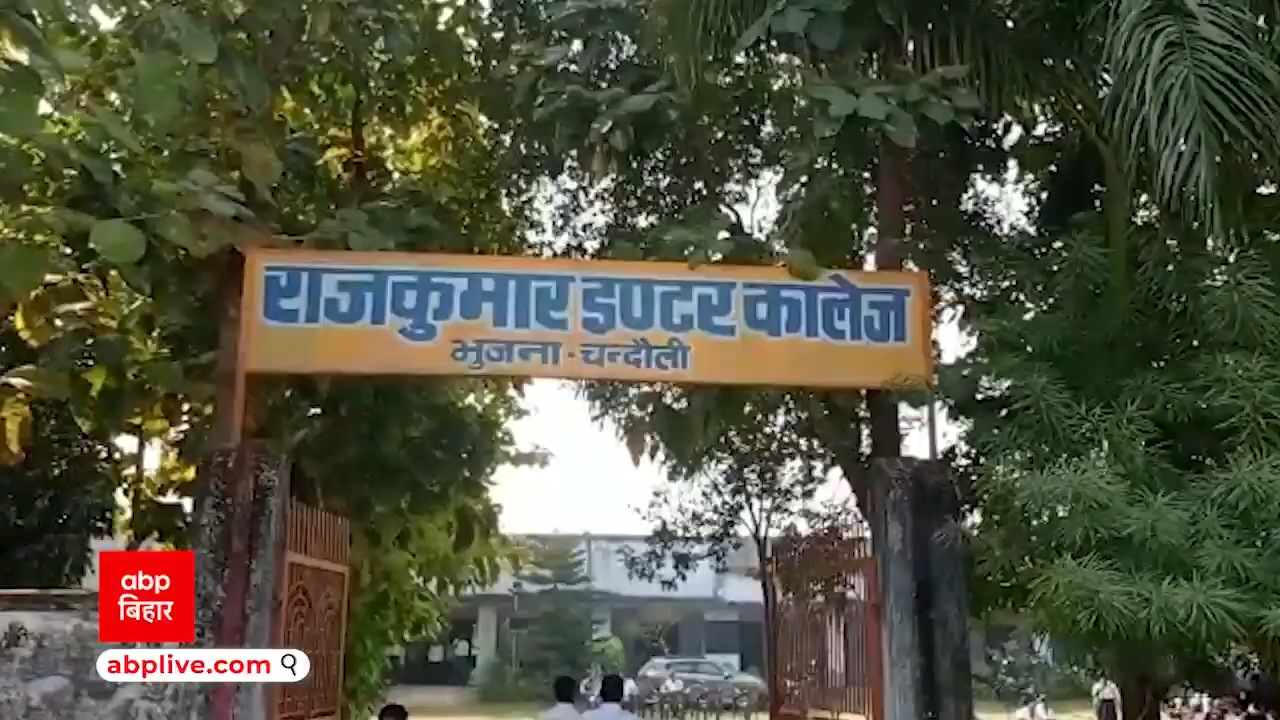 राजकुमार इण्टर कालेज
भुजना - चन्दौली
abp
बिहार
abplive.com